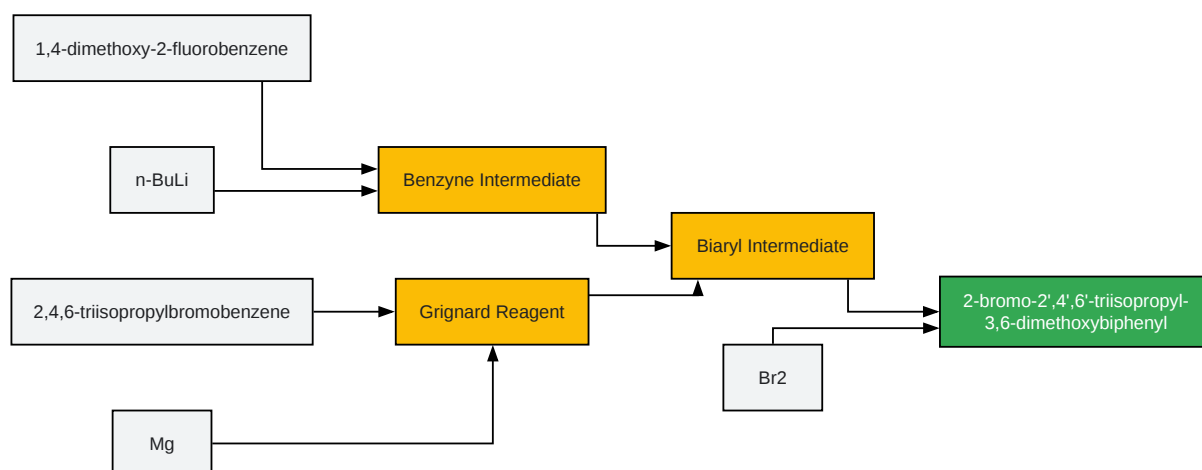 1,4-dimethoxy-2-fluorobenzene
n-BuLi
Benzyne Intermediate
Biaryl Intermediate
2,4,6-triisopropylbromobenzene
Grignard Reagent
2-bromo-2',4',6'-triisopropyl-
3,6-dimethoxybiphenyl
Br2
Mg